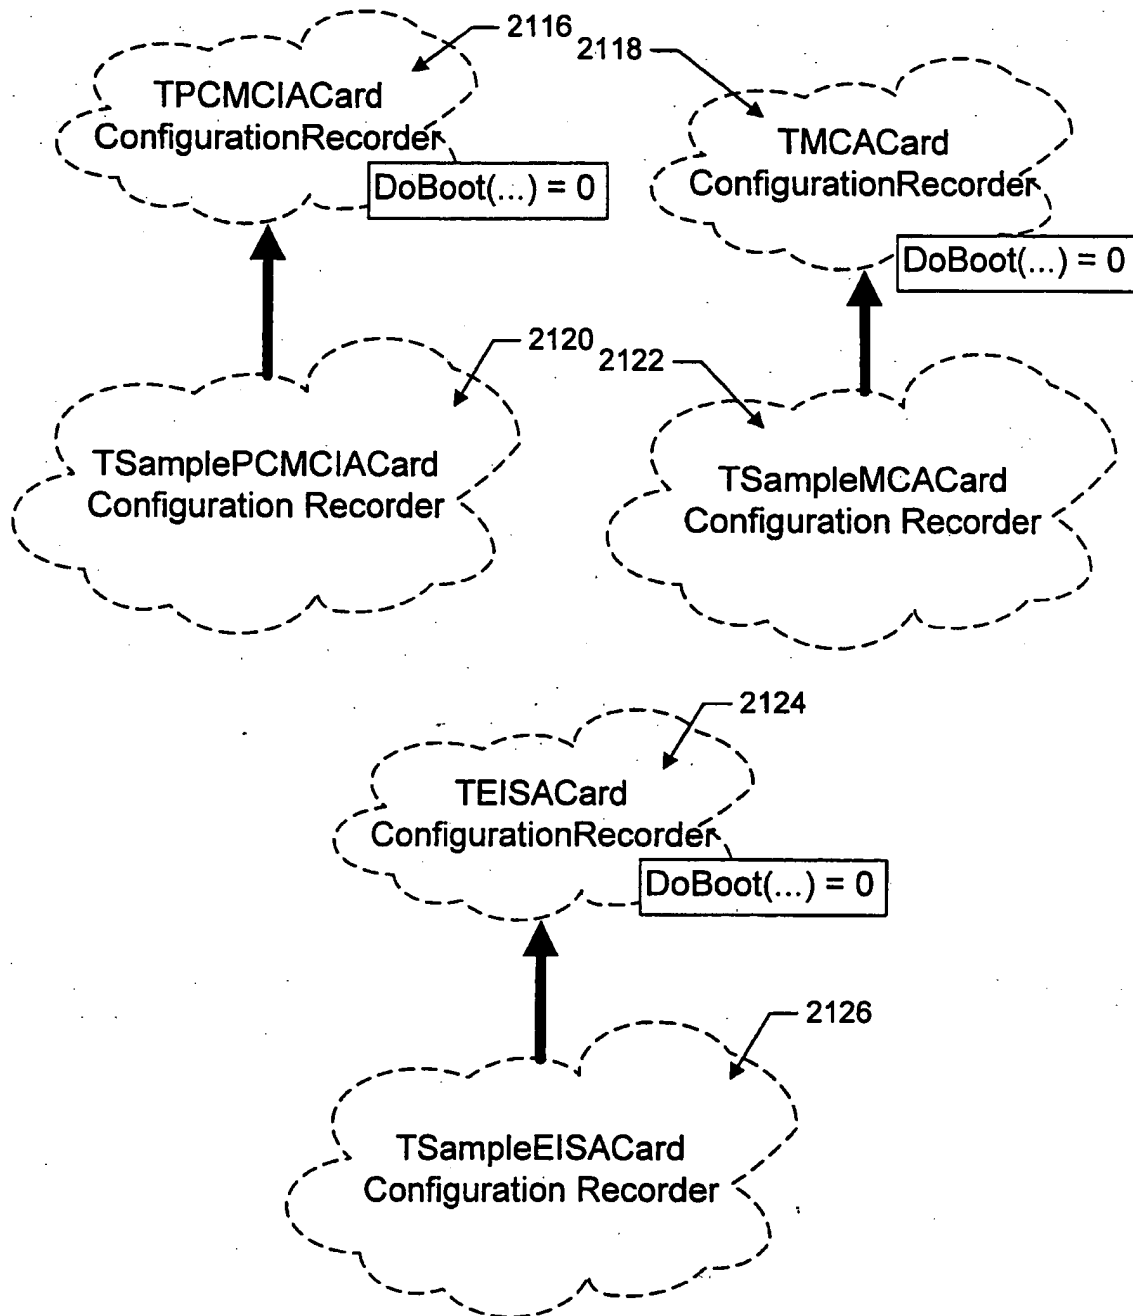 2116
2118
TPCMCIACard
ConfigurationRecorder
DoBoot(...) = 0
TMCACard
ConfigurationRecorder
DoBoot(...) = 0
2120
2122
TSamplePCMCIACard
Configuration Recorder
TSampleMCACard
Configuration Recorder
2124
TEISACard
ConfigurationRecorder
DoBoot(...) = 0
2126
TSampleEISACard
Configuration Recorder